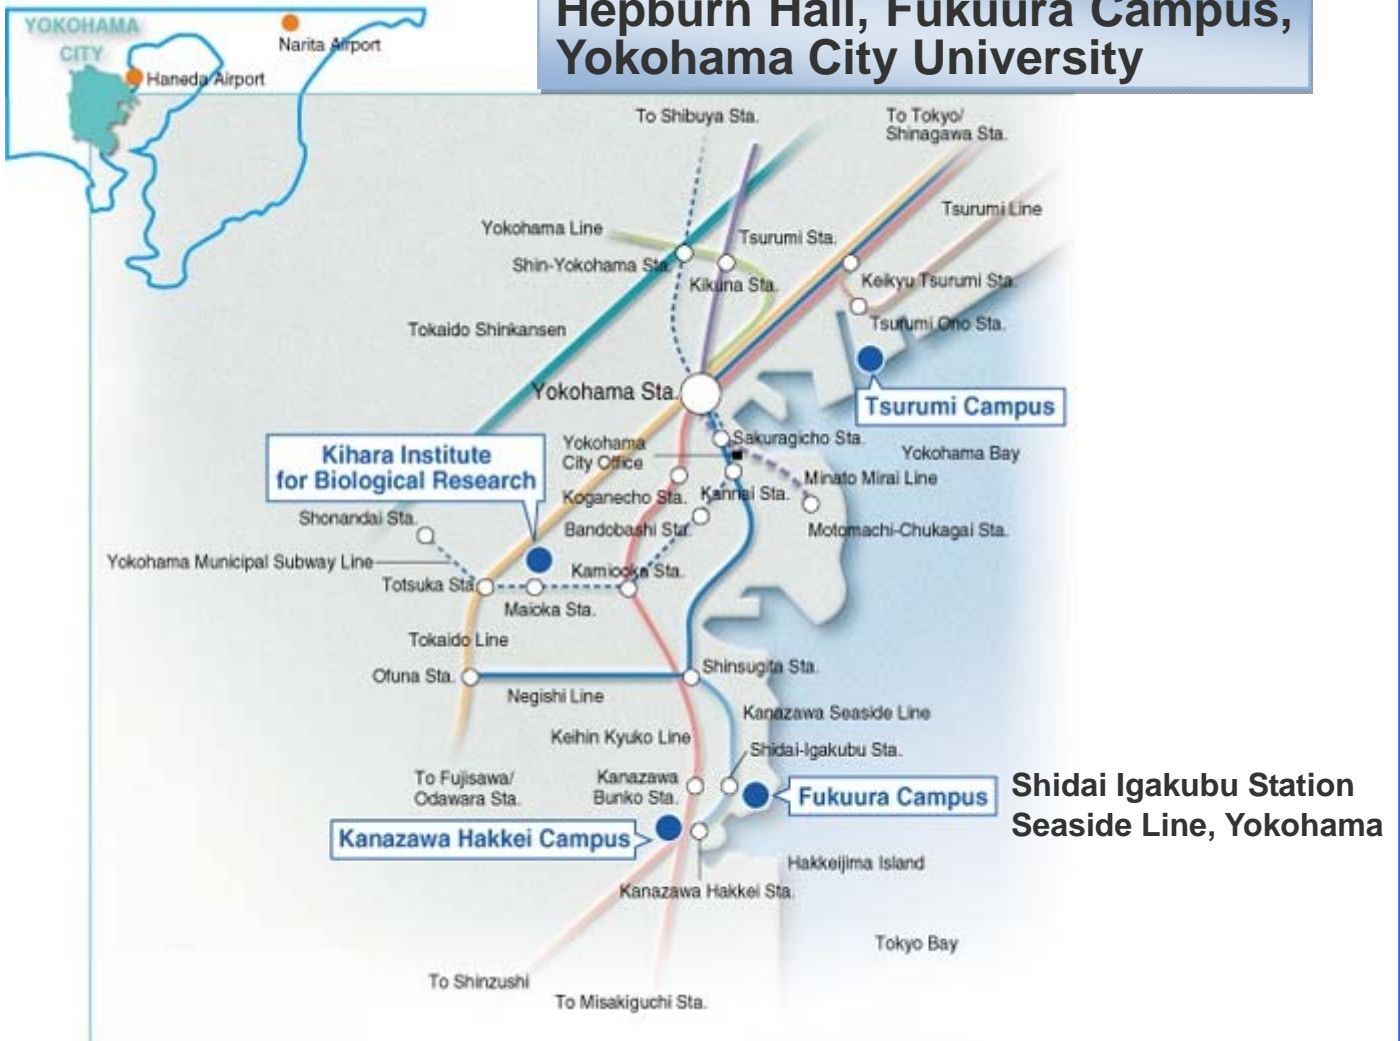 Hepburn Hall, Fukuura Campus,
Yokohama City University
YOKOHAMA
CITY
Narita Airport
Haneda Airport
To Shibuya Sta.
To Tokyo/
Shinagawa Sta.
Tsurumi Line
Yokohama Line
Tsurumi Sta.
Shin-Yokohama Sta.
Kikuna Sta.
Keikyu Tsurumi Sta.
Tokaido Shinkansen
Tsurumi Ono Sta.
Yokohama Sta.
Tsurumi Campus
Kihara Institute
for Biological Research
Yokohama
City Office
Sakuragicho Sta.
Yokohama Bay
Minato Mirai Line
Koganecho Sta.
Kannai Sta.
Shonandai Sta.
Bandobashi Sta.
Motomachi-Chukagai Sta.
Yokohama Municipal Subway Line
Totsuka Sta.
Kamiooka Sta.
Maioka Sta.
Tokaido Line
Ofuna Sta.
Shinsugita Sta.
Negishi Line
Kanazawa Seaside Line
Keihin Kyuko Line
Shidai-Igakubu Sta.
To Fujisawa/
Odawara Sta.
Kanazawa
Bunko Sta.
Fukuura Campus
Shidai Igakubu Station
Seaside Line, Yokohama
Kanazawa Hakkei Campus
Hakkeijima Island
Kanazawa Hakkei Sta.
Tokyo Bay
To Shinzushi
To Misakiguchi Sta.